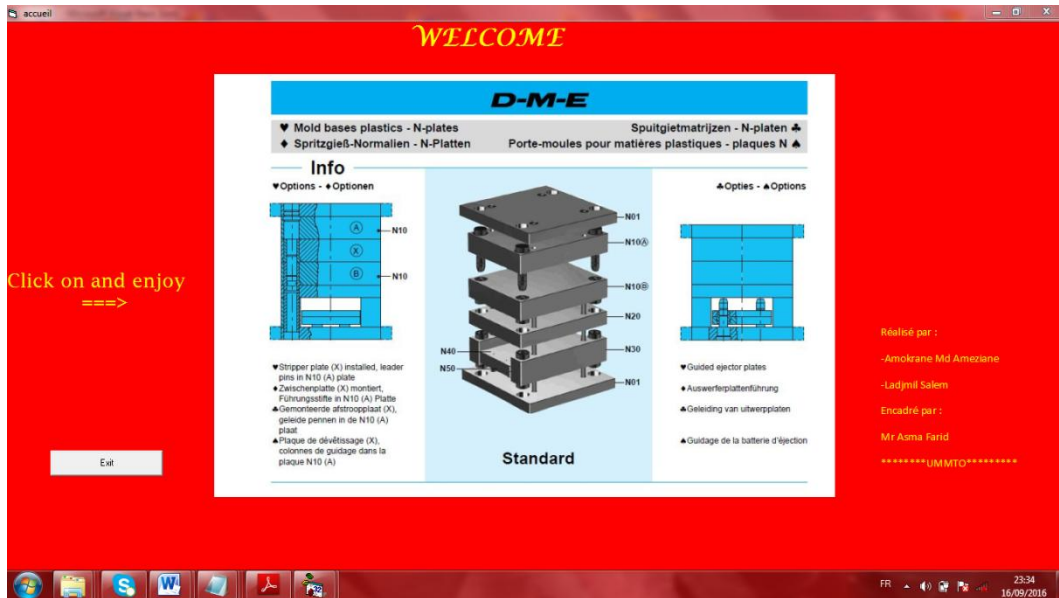 accueil
WELCOME
D-M-E
♥ Mold bases plastics - N-plates
♦ Spritzgieß-Normalien - N-Platten
Spuitgietmatrijzen - N-platen ♣
Porte-moules pour matières plastiques - plaques N ♠
Info
♥Options - ♦Optionen
♣Opties - ♠Options
A
N10
X
B
N10
N01
N10Ⓐ
N10Ⓑ
N20
N40
N30
N50
N01
Click on and enjoy
===>
♥Stripper plate (X) installed, leader
pins in N10 (A) plate
♦Zwischenplatte (X) montiert,
Führungsstifte in N10 (A) Platte
♣Gemonteerde afstroopplaat (X),
geleide pennen in de N10 (A)
plaat
♠Plaque de dévêtissage (X),
colonnes de guidage dans la
plaque N10 (A)
Standard
♥Guided ejector plates
♦Auswerferplattenführung
♣Geleiding van uitwerpplaten
♠Guidage de la batterie d'éjection
Exit
Réalisé par :
-Amokrane Md Ameziane
-Ladjmil Salem
Encadré par :
Mr Asma Farid
********UMMTO*********
FR
23:34
16/09/2016